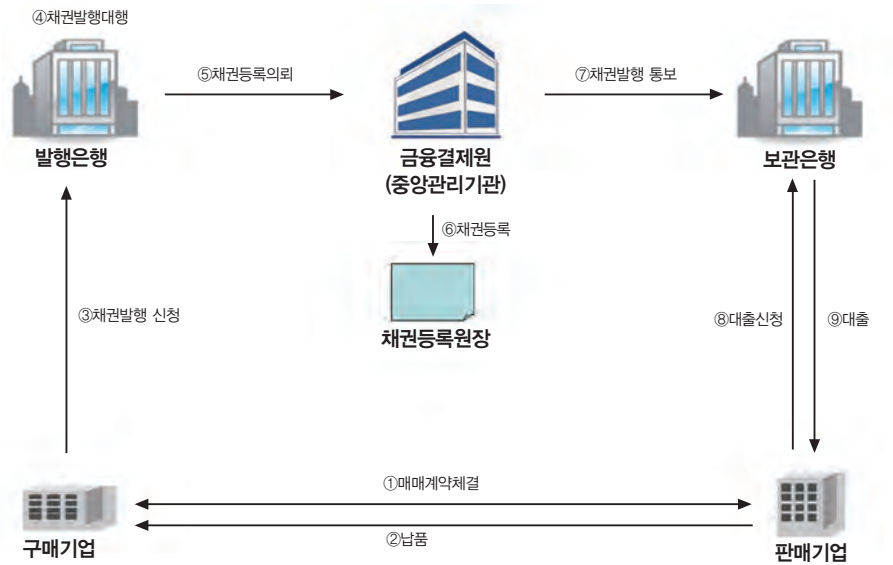 ④채권발행대행
⑤채권등록의뢰
⑦채권발행 통보
발행은행
금융결제원
(중앙관리기관)
보관은행
⑥채권등록
③채권발행 신청
채권등록원장
⑧대출신청
⑨대출
①매매계약체결
②납품
구매기업
판매기업